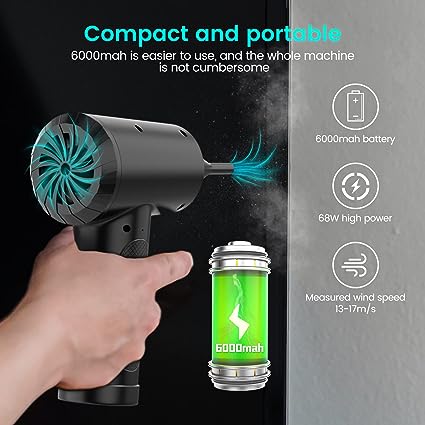 Compact and portable
6000mah is easier to use, and the whole machine
is not cumbersome
6000mah battery
68W high power
Measured wind speed
13-17m/s
6000mah